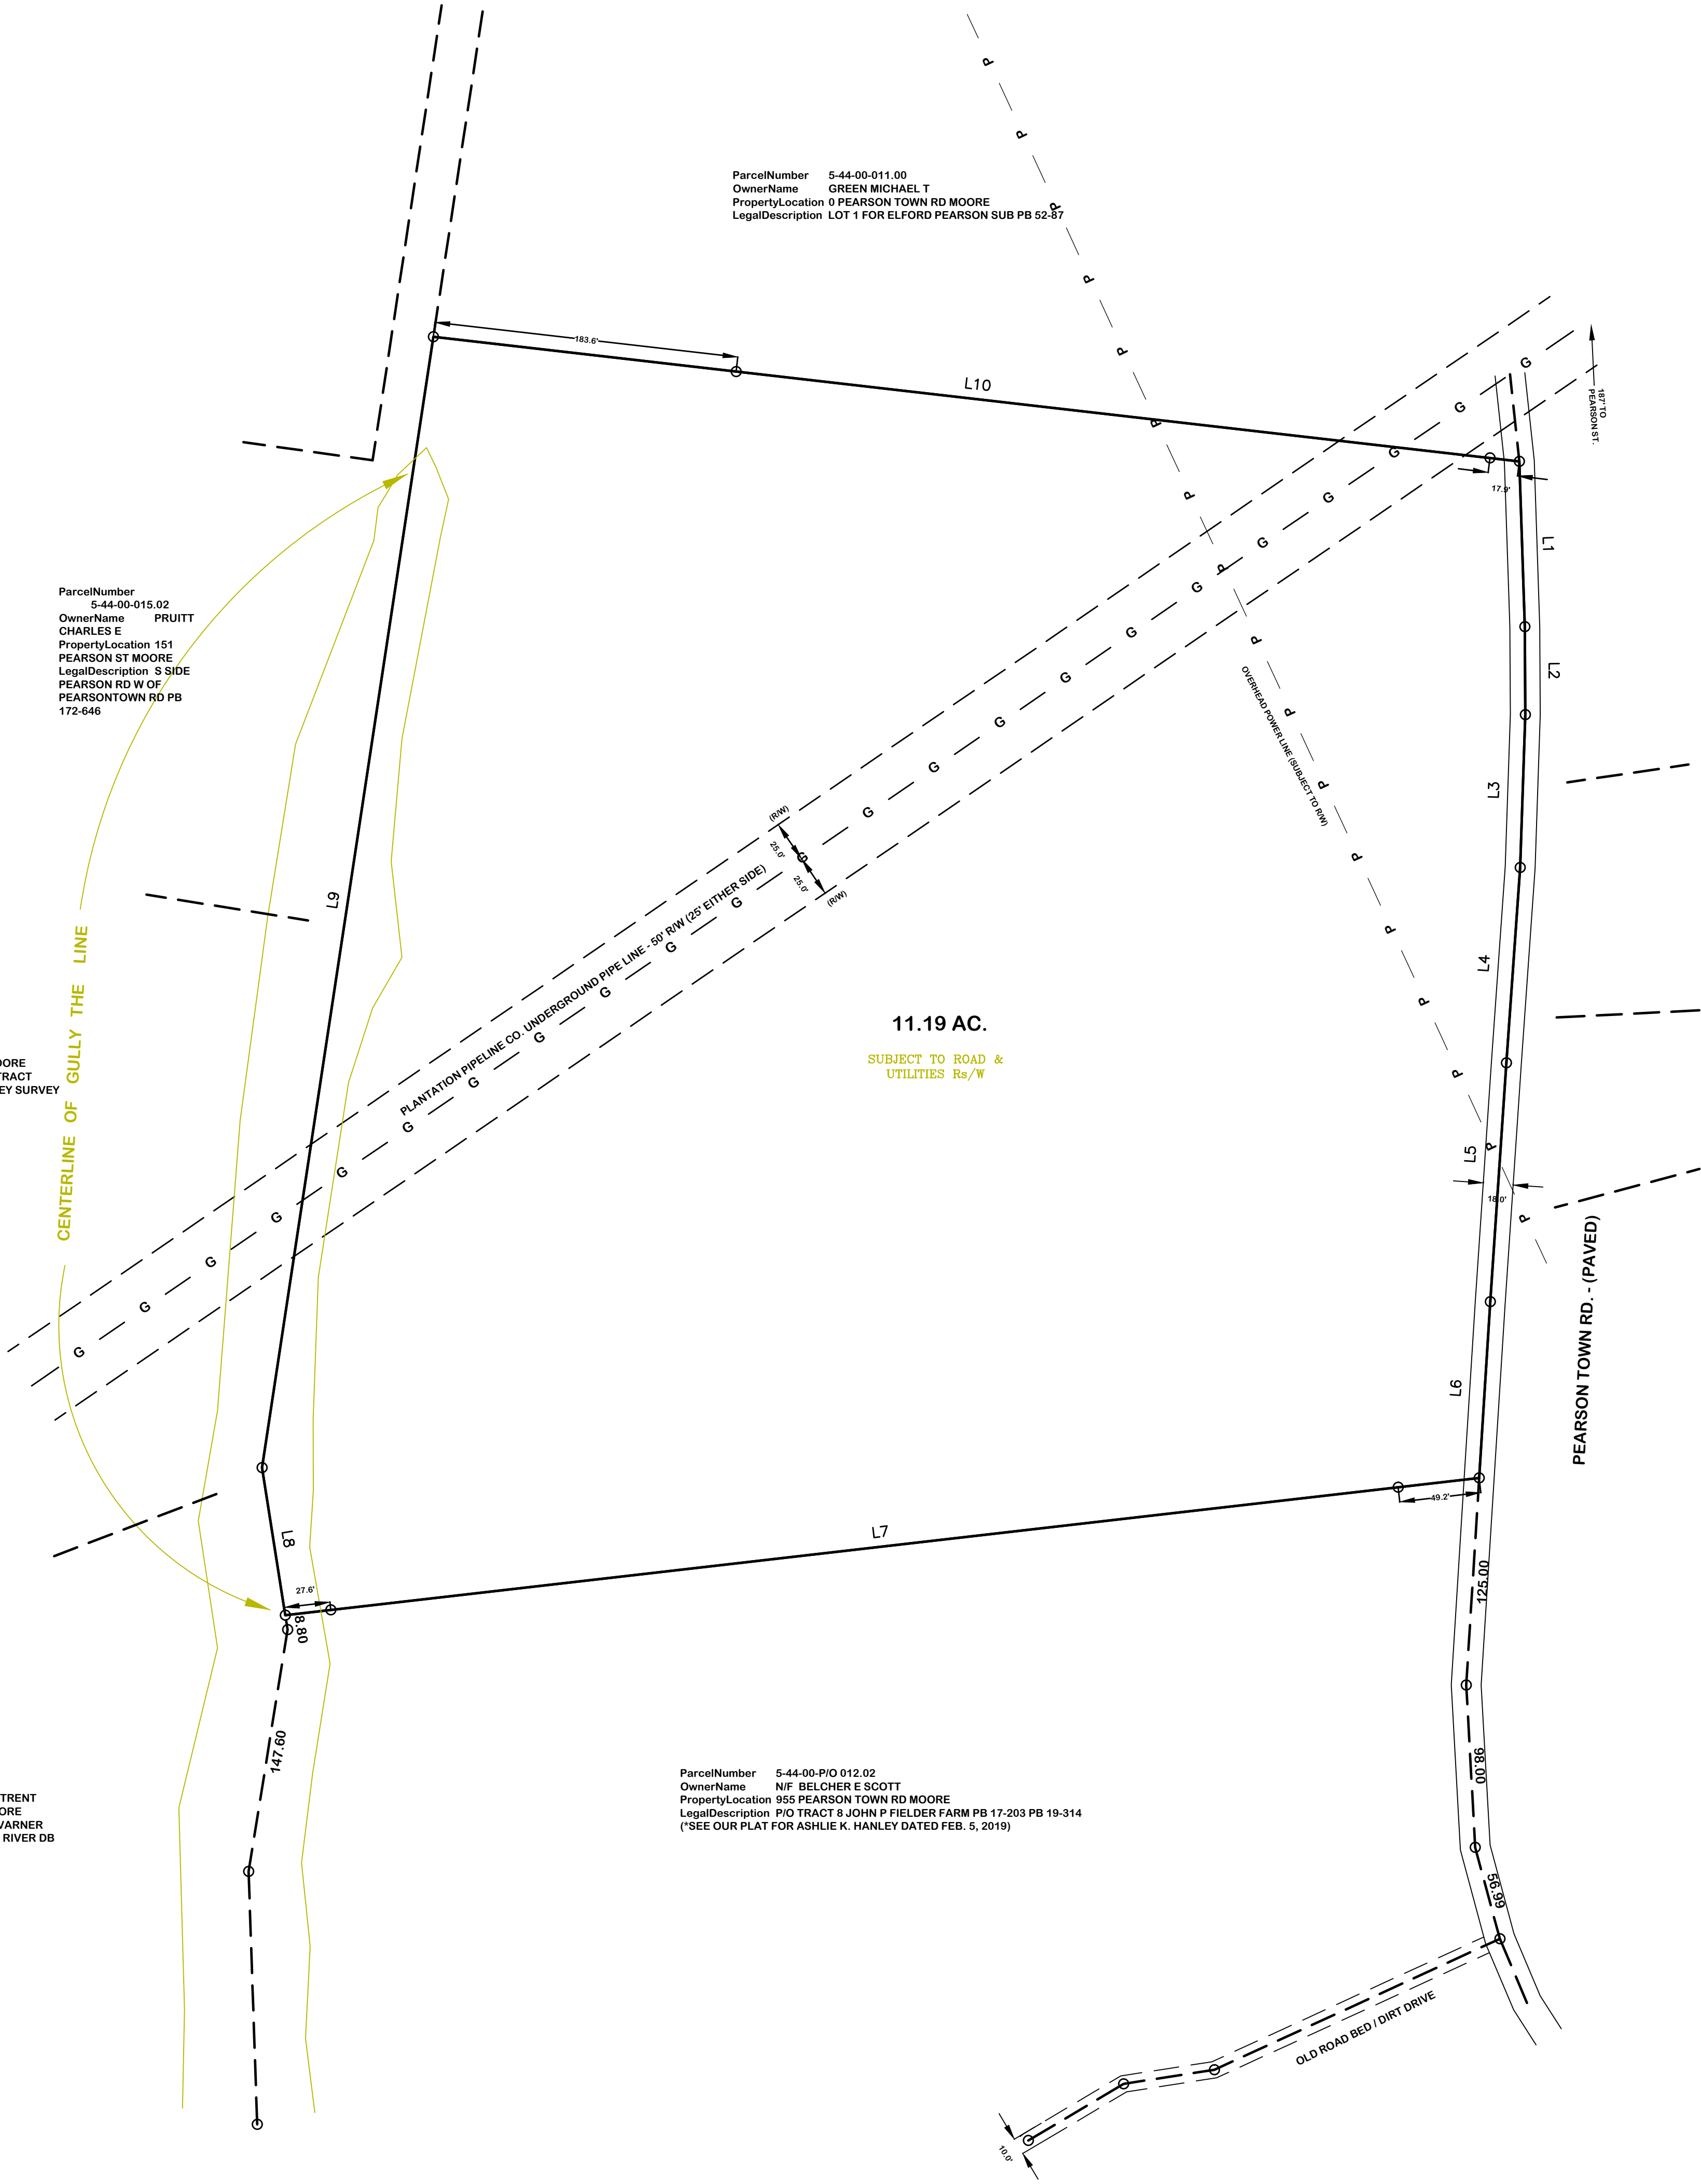 ParcelNumber 5-44-00-011.00
OwnerName GREEN MICHAEL T
PropertyLocation 0 PEARSON TOWN RD MOORE
LegalDescription LOT 1 FOR ELFORD PEARSON SUB PB 52-87
183.6'
L10
187' TO
PEARSON ST.
17.9'
L1
L2
L3
L4
L5
L6
18.0'
PEARSON TOWN RD. - (PAVED)
OVERHEAD POWER LINE (SUBJECT TO R/W)
P P P P P P P P P P P P P P P P P P
G G G G G G G G G G G G G G G G G G G G G G G
ParcelNumber
5-44-00-015.02
OwnerName PRUITT
CHARLES E
PropertyLocation 151
PEARSON ST MOORE
LegalDescription S SIDE
PEARSON RD W OF
PEARSONTOWN RD PB
172-646
L9
(R/W)
25.0'
25.0'
(R/W)
PLANTATION PIPELINE CO. UNDERGROUND PIPE LINE - 50' R/W (25' EITHER SIDE)
11.19 AC.
SUBJECT TO ROAD &
UTILITIES Rs/W
CENTERLINE OF GULLY THE LINE
OORE
TRACT
EY SURVEY
L8
27.6'
8.80
L7
49.2'
125.00
147.60
98.00
56.99
ParcelNumber 5-44-00-P/O 012.02
OwnerName N/F BELCHER E SCOTT
PropertyLocation 955 PEARSON TOWN RD MOORE
LegalDescription P/O TRACT 8 JOHN P FIELDER FARM PB 17-203 PB 19-314
(*SEE OUR PLAT FOR ASHLIE K. HANLEY DATED FEB. 5, 2019)
TRENT
ORE
VARNER
RIVER DB
OLD ROAD BED / DIRT DRIVE
10.0'